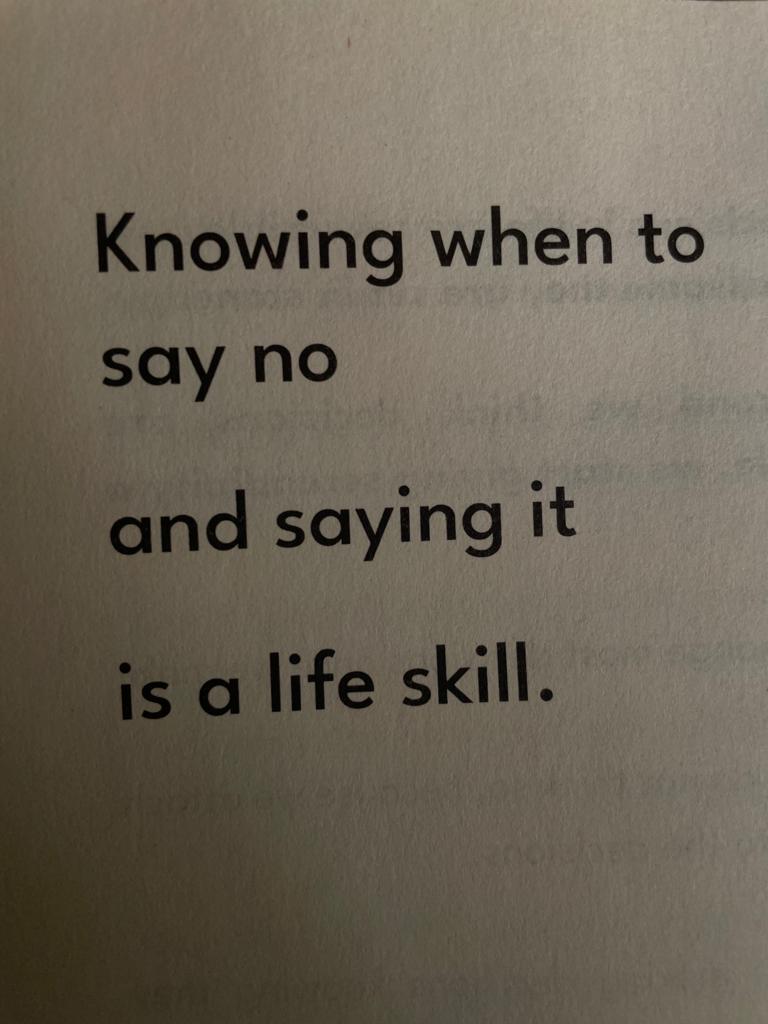 Knowing when to
say no
and saying it
is a life skill.